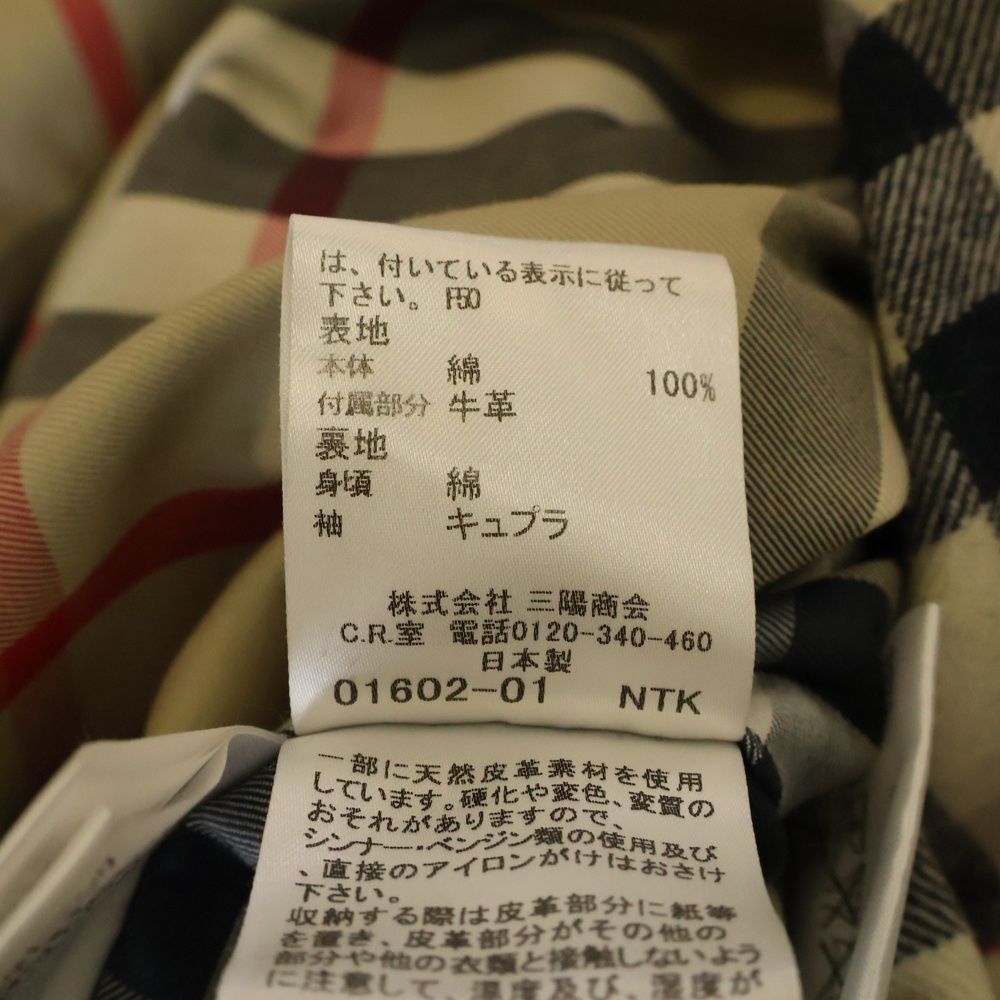 は、付いている表示に従って
下さい。 F50
表地
本体 綿 100%
付属部分 牛革
裏地
身頃 綿
袖 キュプラ
株式会社 三陽商会
C.R.室 電話0120-340-460
日本製
01602-01 NTK
一部に天然皮革素材を使用
しています。硬化や変色、変質の
おそれがありますので、
シンナー・ベンジン類の使用及び
、直接のアイロンがけはおさけ
下さい。
収納する際は皮革部分に紙等
を置き、皮革部分がその他の
部分や他の衣類と接触しないよう
に注意して、温度及び、湿度が